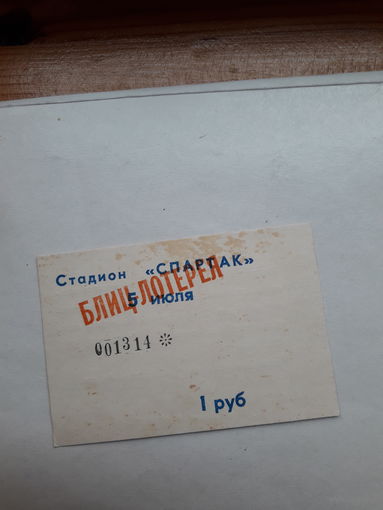 Стадион «СПАРТАК»
БЛИЦ-ЛОТЕРЕЯ
5 июля
001314 *
1 руб